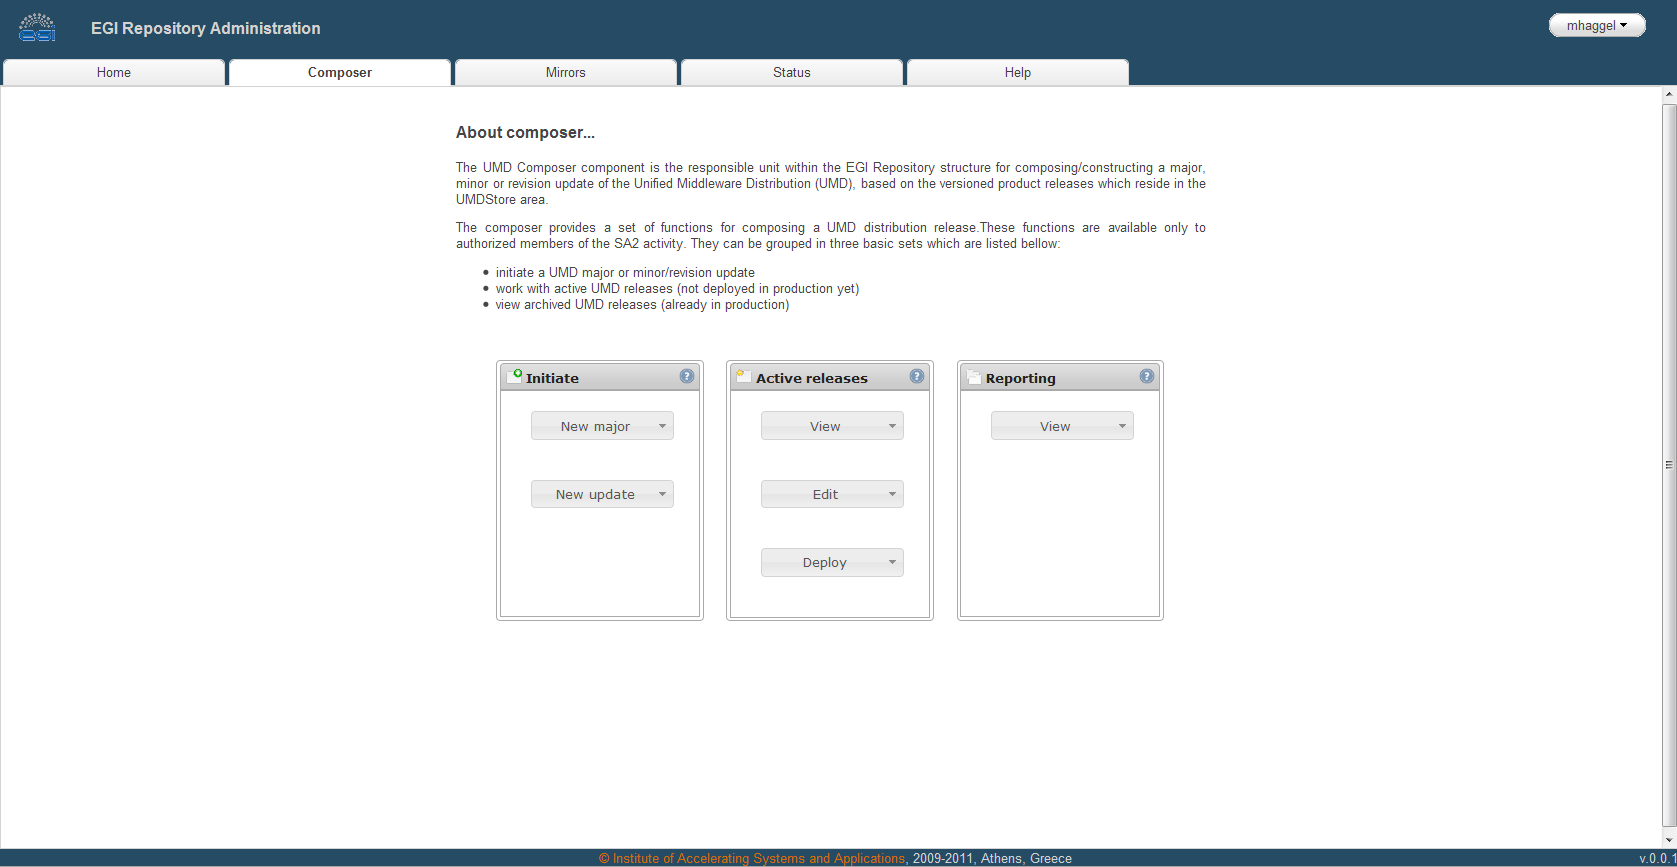 EGI
EGI Repository Administration
mhaggel
Home
Composer
Mirrors
Status
Help
About composer...
The UMD Composer component is the responsible unit within the EGI Repository structure for composing/constructing a major,
minor or revision update of the Unified Middleware Distribution (UMD), based on the versioned product releases which reside in the
UMDStore area.
The composer provides a set of functions for composing a UMD distribution release.These functions are available only to
authorized members of the SA2 activity. They can be grouped in three basic sets which are listed bellow:
initiate a UMD major or minor/revision update
work with active UMD releases (not deployed in production yet)
view archived UMD releases (already in production)
Initiate
?
New major
New update
Active releases
?
View
Edit
Deploy
Reporting
?
View
© Institute of Accelerating Systems and Applications, 2009-2011, Athens, Greece
v.0.0.1